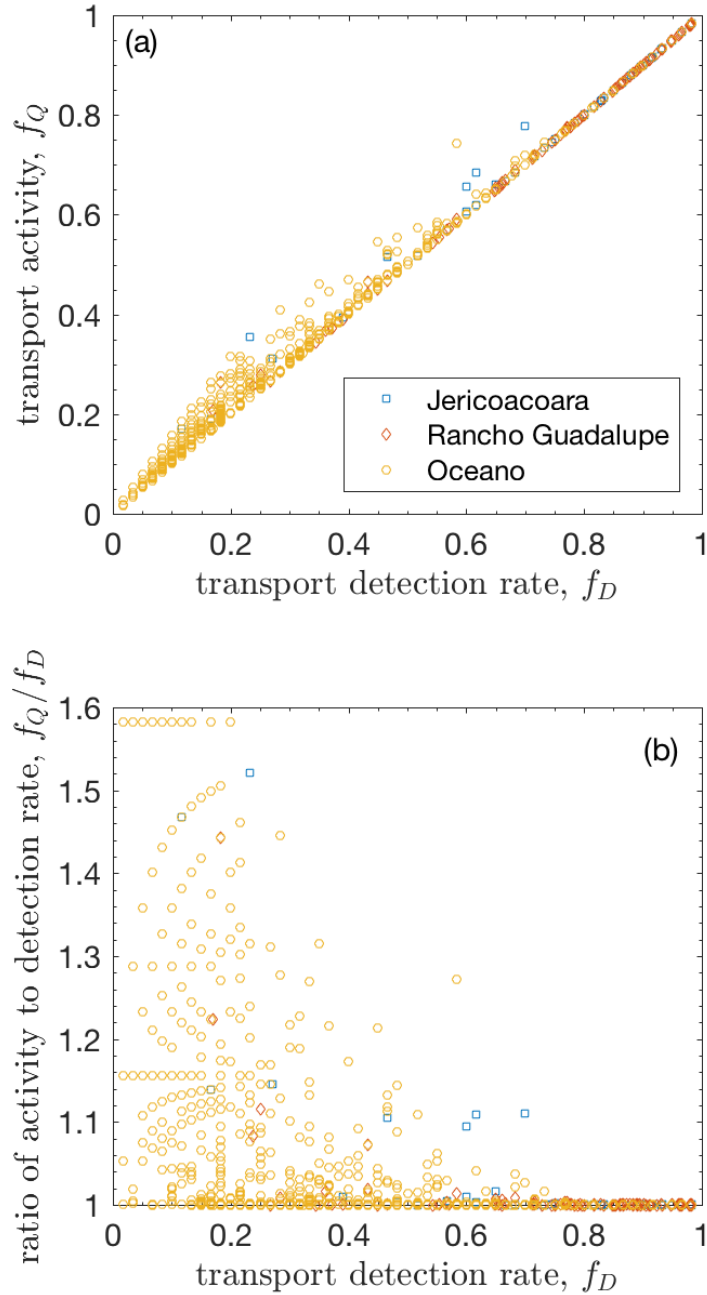 (a)
1
0.8
0.6
0.4
0.2
0
transport activity, f_Q
Jericoacoara
Rancho Guadalupe
Oceano
0 0.2 0.4 0.6 0.8 1
transport detection rate, f_D
(b)
1.6
1.5
1.4
1.3
1.2
1.1
1
ratio of activity to detection rate, f_Q/f_D
0 0.2 0.4 0.6 0.8 1
transport detection rate, f_D